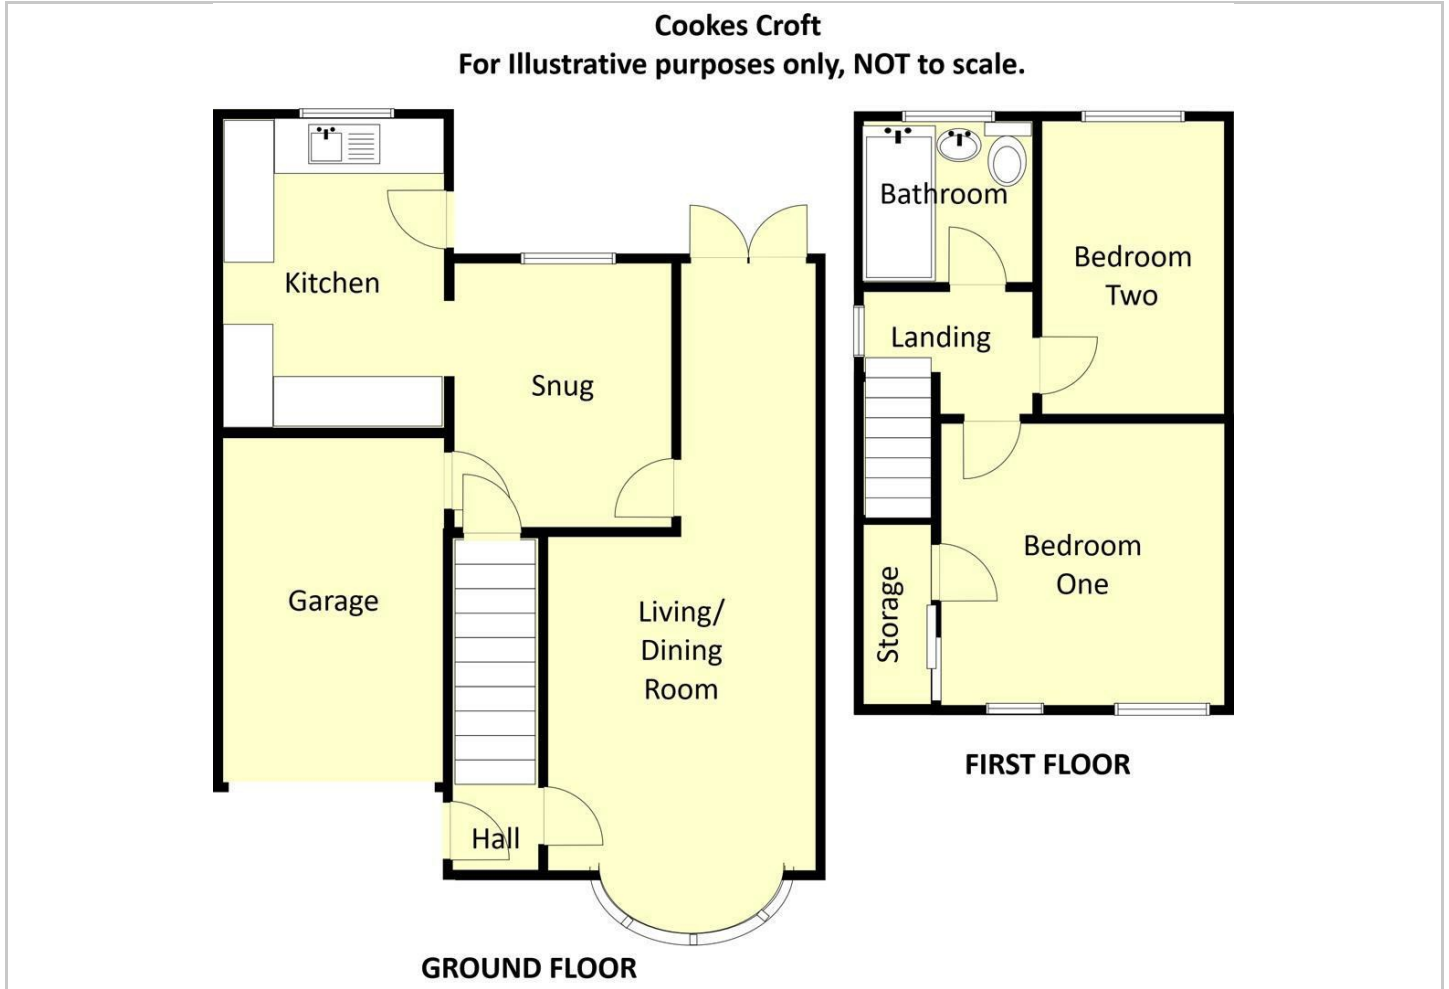 Cookes Croft
For Illustrative purposes only, NOT to scale.
Kitchen
Snug
Garage
Living/
Dining
Room
Hall
GROUND FLOOR
Bathroom
Bedroom
Two
Landing
Bedroom
One
Storage
FIRST FLOOR